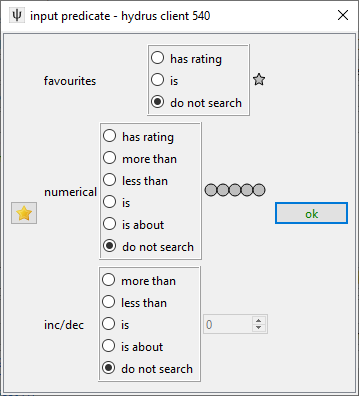 input predicate - hydrus client 540
favourites
has rating
is
do not search
numerical
has rating
more than
less than
is
is about
do not search
ok
inc/dec
more than
less than
is
is about
do not search
0